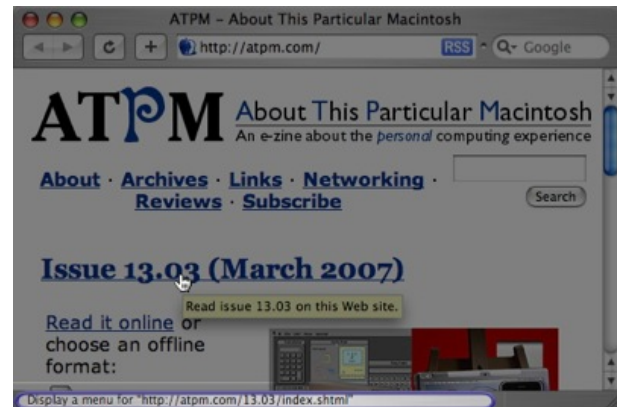 ATPM – About This Particular Macintosh
http://atpm.com/
RSS
Google
ATPM
About This Particular Macintosh
An e-zine about the personal computing experience
About · Archives · Links · Networking ·
Reviews · Subscribe
Search
Issue 13.03 (March 2007)
Read issue 13.03 on this Web site.
Read it online or
choose an offline
format:
Display a menu for "http://atpm.com/13.03/index.shtml"